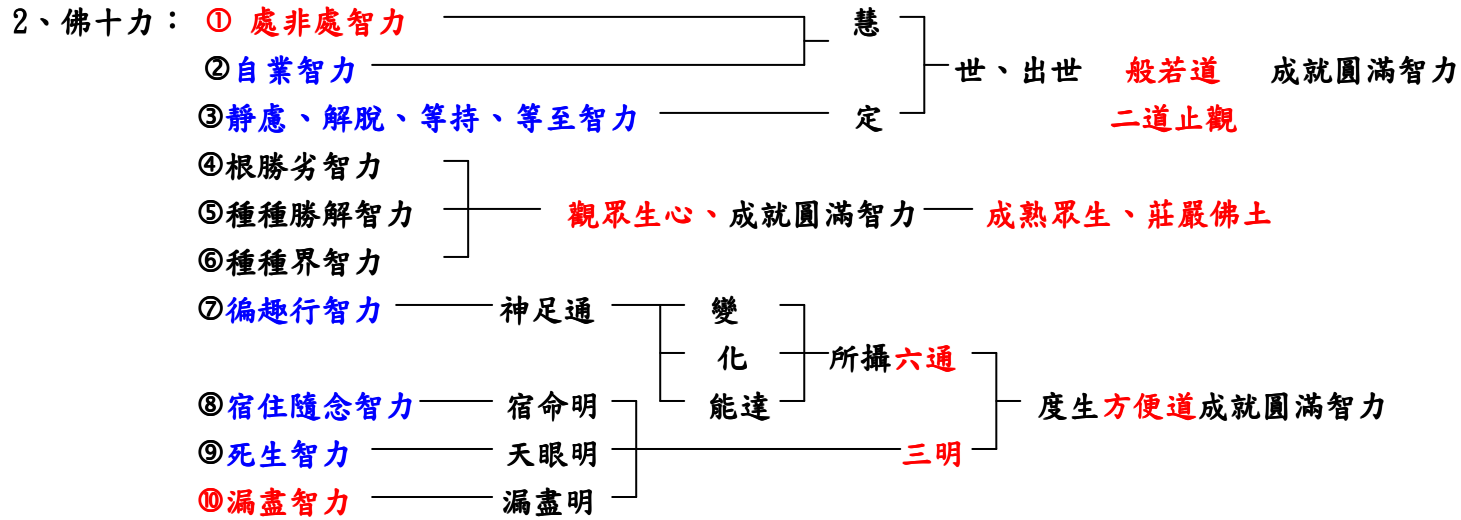 2、佛十力：① 處非處智力 慧
②自業智力
世、出世 般若道 成就圓滿智力
③靜慮、解脫、等持、等至智力 定 二道止觀
④根勝劣智力
⑤種種勝解智力 觀眾生心、成就圓滿智力 成熟眾生、莊嚴佛土
⑥種種界智力
⑦徧趣行智力 神足通 變
化 所攝六通
⑧宿住隨念智力 宿命明 能達 度生方便道成就圓滿智力
⑨死生智力 天眼明 三明
⑩漏盡智力 漏盡明